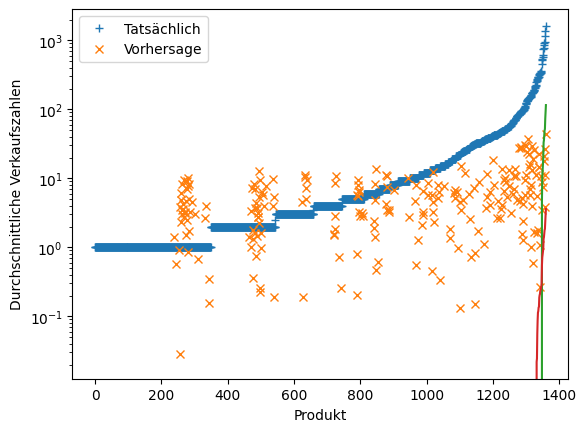 Tatsächlich
Vorhersage
Durchschnittliche Verkaufszahlen
10³
10²
10¹
10⁰
10⁻¹
0 200 400 600 800 1000 1200 1400
Produkt